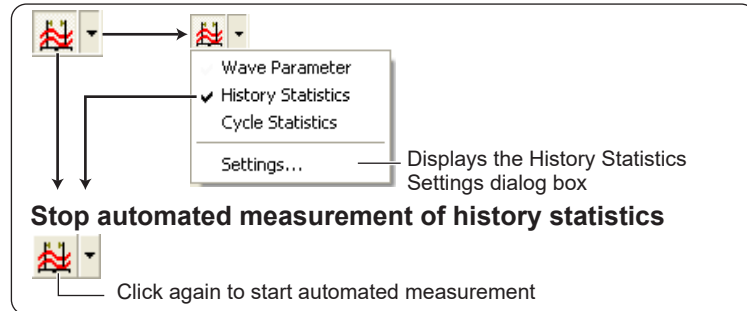 Wave Parameter
History Statistics
Cycle Statistics
Settings...
Displays the History Statistics
Settings dialog box
Stop automated measurement of history statistics
Click again to start automated measurement